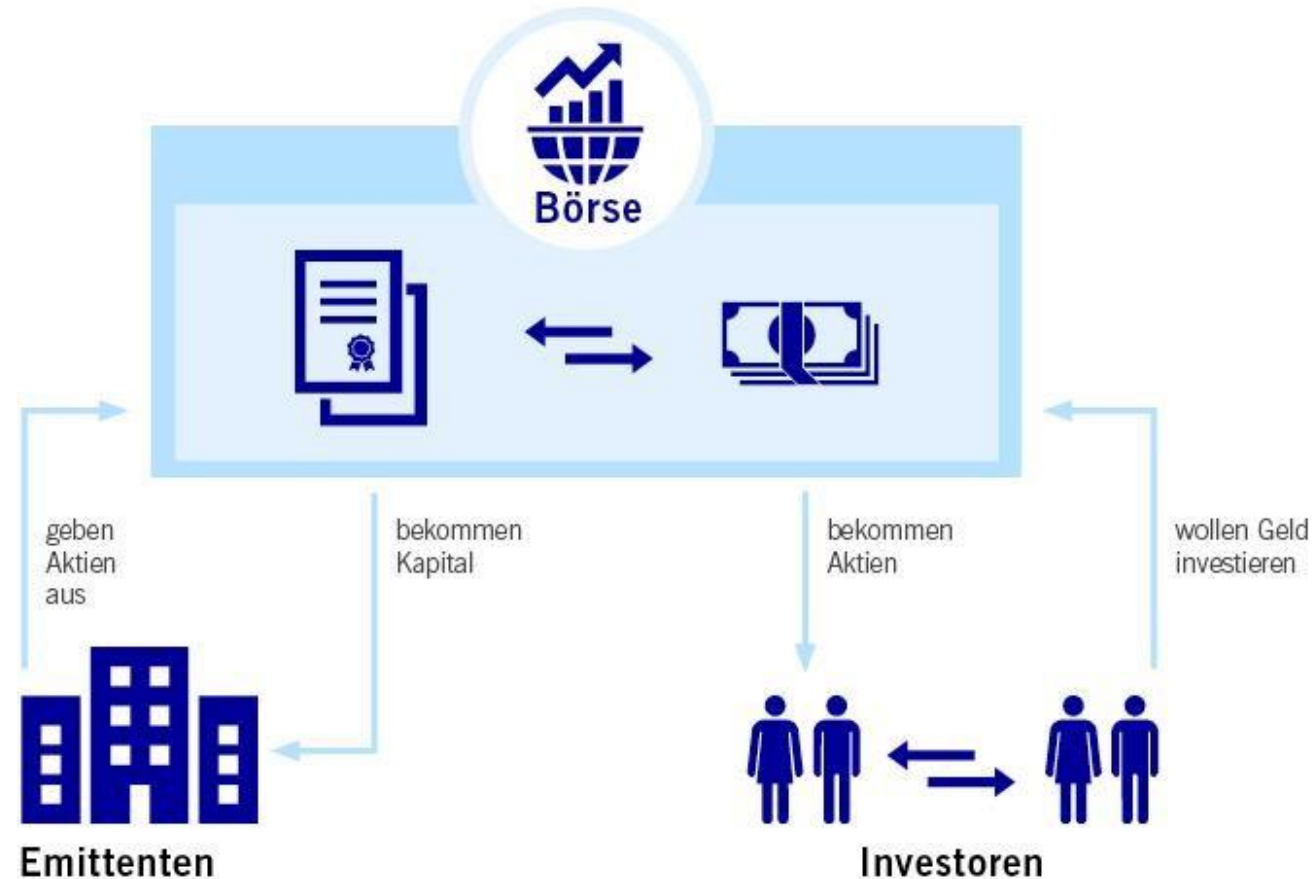 Börse
geben
Aktien
aus
bekommen
Kapital
bekommen
Aktien
wollen Geld
investieren
Emittenten
Investoren